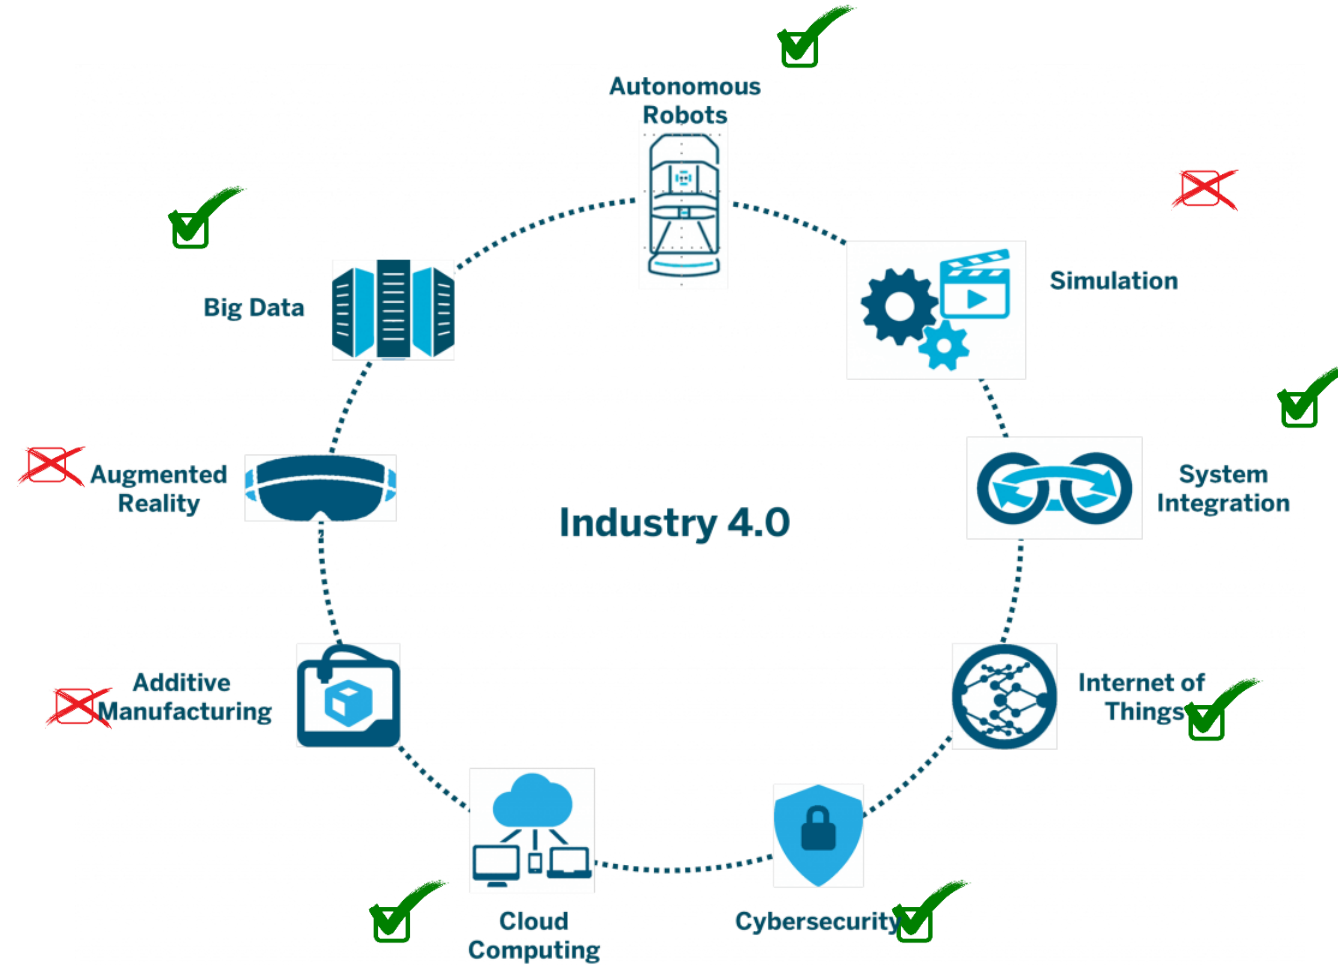 Autonomous
Robots
Simulation
Big Data
System
Integration
Augmented
Reality
Industry 4.0
Internet of
Things
Additive
Manufacturing
Cloud
Computing
Cybersecurity